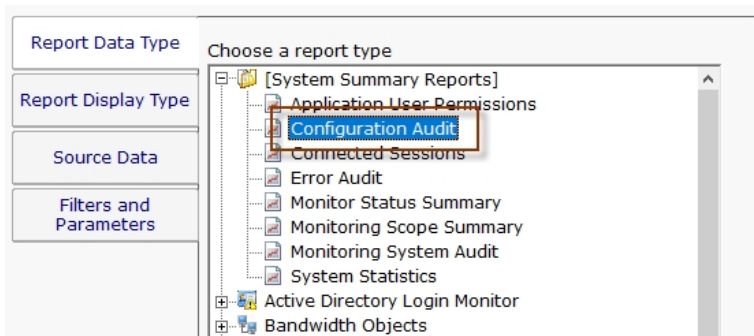 Report Data Type
Choose a report type
[System Summary Reports]
Report Display Type
Application User Permissions
Configuration Audit
Connected Sessions
Source Data
Error Audit
Monitor Status Summary
Filters and
Parameters
Monitoring Scope Summary
Monitoring System Audit
System Statistics
Active Directory Login Monitor
Bandwidth Objects